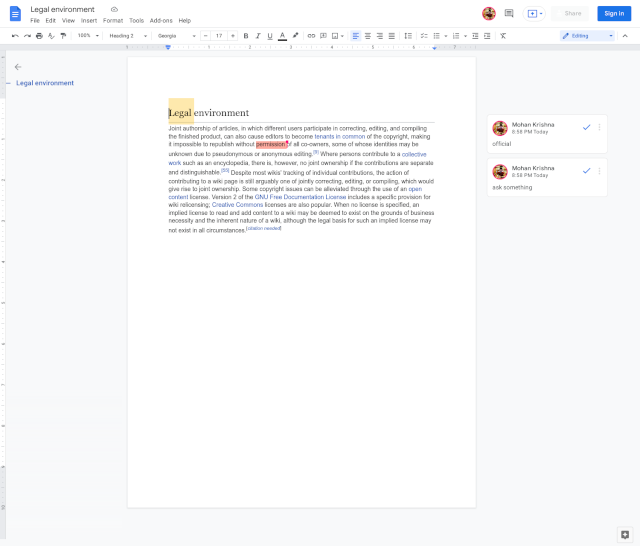 Legal environment
File Edit View Insert Format Tools Add-ons Help
Share
Sign in
100% Heading 2 Georgia 17 B I U A Editing
Legal environment
Legal environment
Joint authorship of articles, in which different users participate in correcting, editing, and compiling
the finished product, can also cause editors to become tenants in common of the copyright, making
it impossible to republish without permission of all co-owners, some of whose identities may be
unknown due to pseudonymous or anonymous editing.[9] Where persons contribute to a collective
work such as an encyclopedia, there is, however, no joint ownership if the contributions are separate
and distinguishable. Despite most wikis' tracking of individual contributions, the action of
contributing to a wiki page is still arguably one of jointly correcting, editing, or compiling, which would
give rise to joint ownership. Some copyright issues can be alleviated through the use of an open
content license. Version 2 of the GNU Free Documentation License includes a specific provision for
wiki relicensing; Creative Commons licenses are also popular. When no license is specified, an
implied license to read and add content to a wiki may be deemed to exist on the grounds of business
necessity and the inherent nature of a wiki, although the legal basis for such an implied license may
not exist in all circumstances.[citation needed]
Mohan Krishna
8:58 PM Today
official
Mohan Krishna
8:58 PM Today
ask something